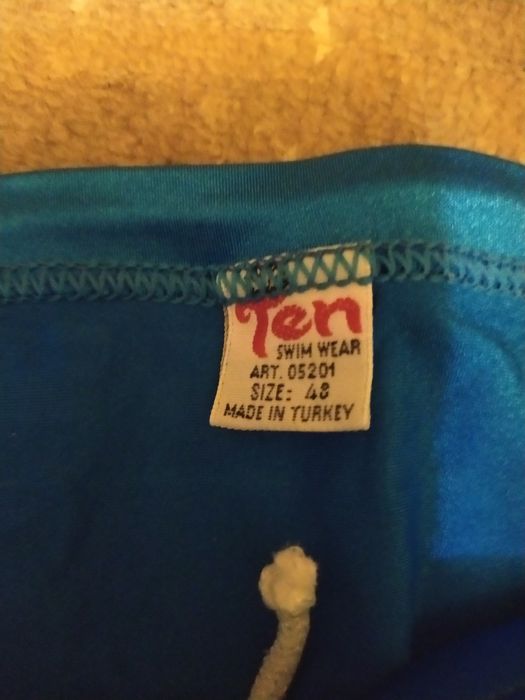 Ten
SWIM WEAR
ART. 05201
SIZE: 48
MADE IN TURKEY